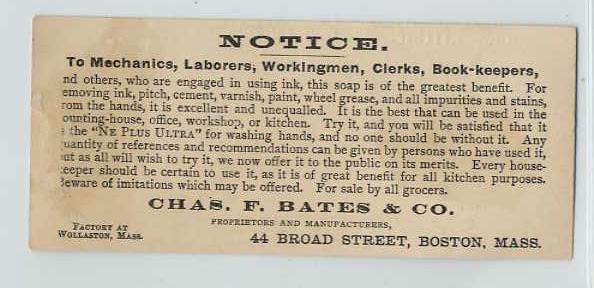 NOTICE.
To Mechanics, Laborers, Workingmen, Clerks, Book-keepers,
nd others, who are engaged in using ink, this soap is of the greatest benefit. For
emoving ink, pitch, cement, varnish, paint, wheel grease, and all impurities and stains,
rom the hands, it is excellent and unequalled. It is the best that can be used in the
ounting-house, office, workshop, or kitchen. Try it, and you will be satisfied that it
the "NE PLUS ULTRA" for washing hands, and no one should be without it. Any
uantity of references and recommendations can be given by persons who have used it,
ut as all will wish to try it, we now offer it to the public on its merits. Every house-
eeper should be certain to use it, as it is of great benefit for all kitchen purposes.
Beware of imitations which may be offered. For sale by all grocers.
CHAS. F. BATES & CO.
PROPRIETORS AND MANUFACTURERS,
FACTORY AT
WOLLASTON, MASS.
44 BROAD STREET, BOSTON, MASS.